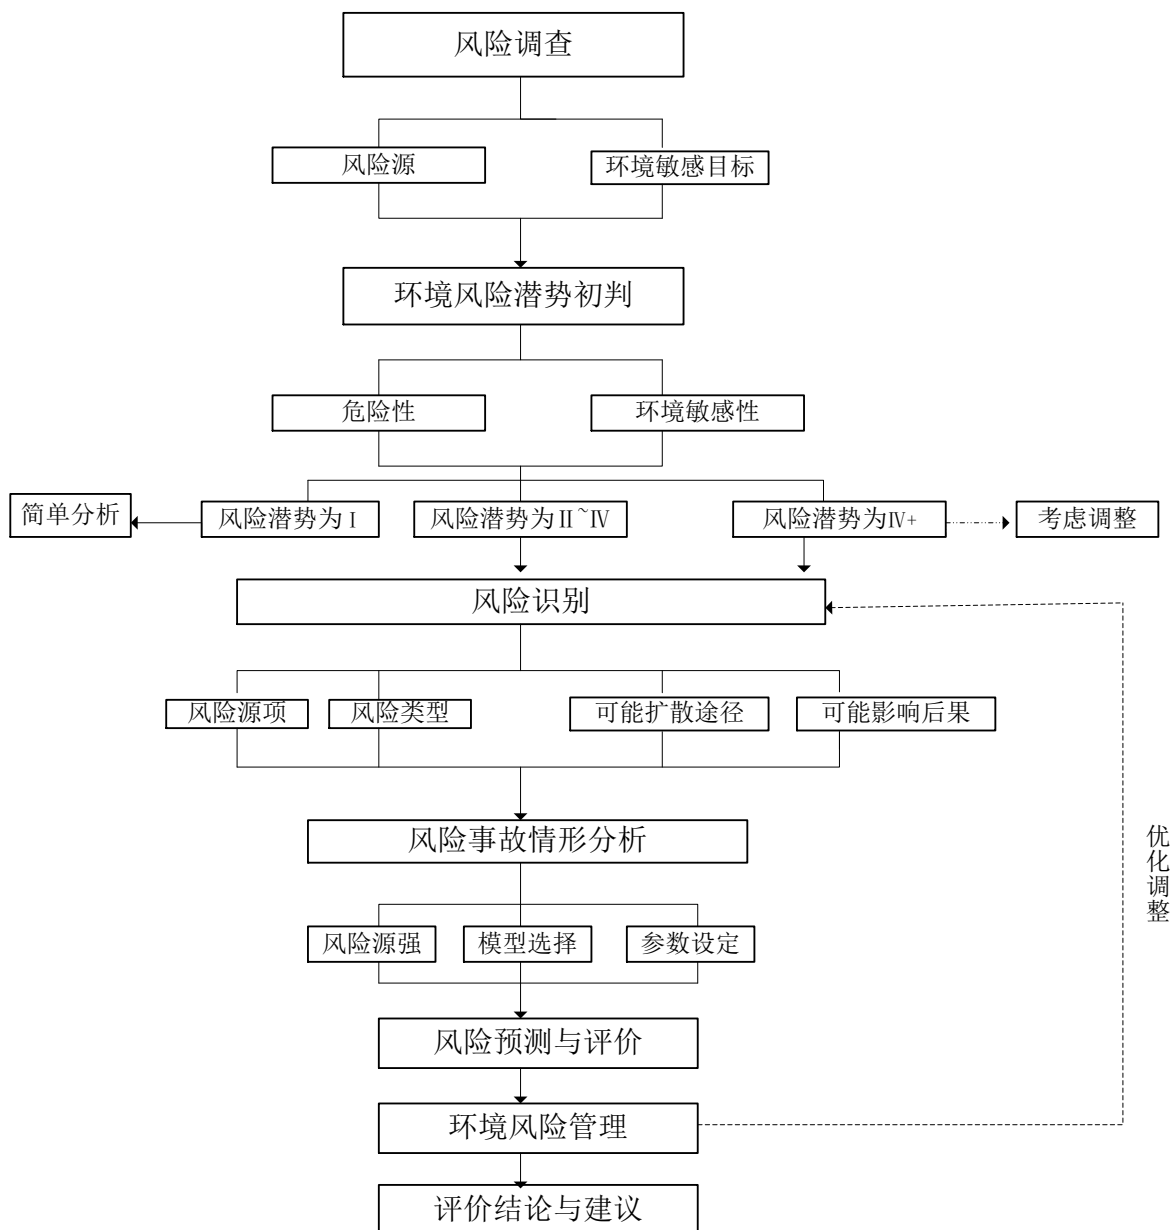 风险调查
风险源
环境敏感目标
环境风险潜势初判
危险性
环境敏感性
简单分析
风险潜势为Ⅰ
风险潜势为Ⅱ~Ⅳ
风险潜势为Ⅳ+
考虑调整
风险识别
风险源项
风险类型
可能扩散途径
可能影响后果
风险事故情形分析
优化调整
风险源强
模型选择
参数设定
风险预测与评价
环境风险管理
评价结论与建议